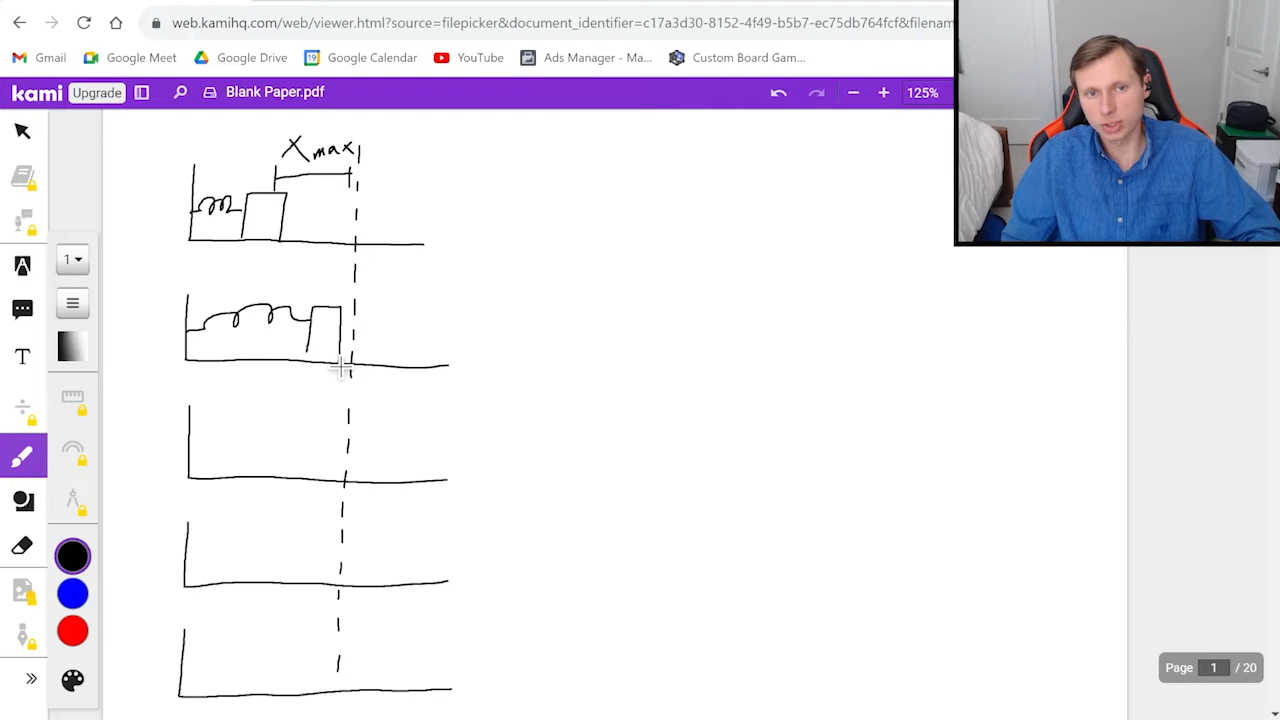 web.kamihq.com/web/viewer.html?source=filepicker&document_identifier=c17a3d30-8152-4f49-b5b7-ec75db764fcf&filenam
Gmail Google Meet Google Drive 19 Google Calendar YouTube Ads Manager - Ma... Custom Board Gam...
kami Upgrade Blank Paper.pdf 125%
Xmax
1
A
T
Page 1 / 20